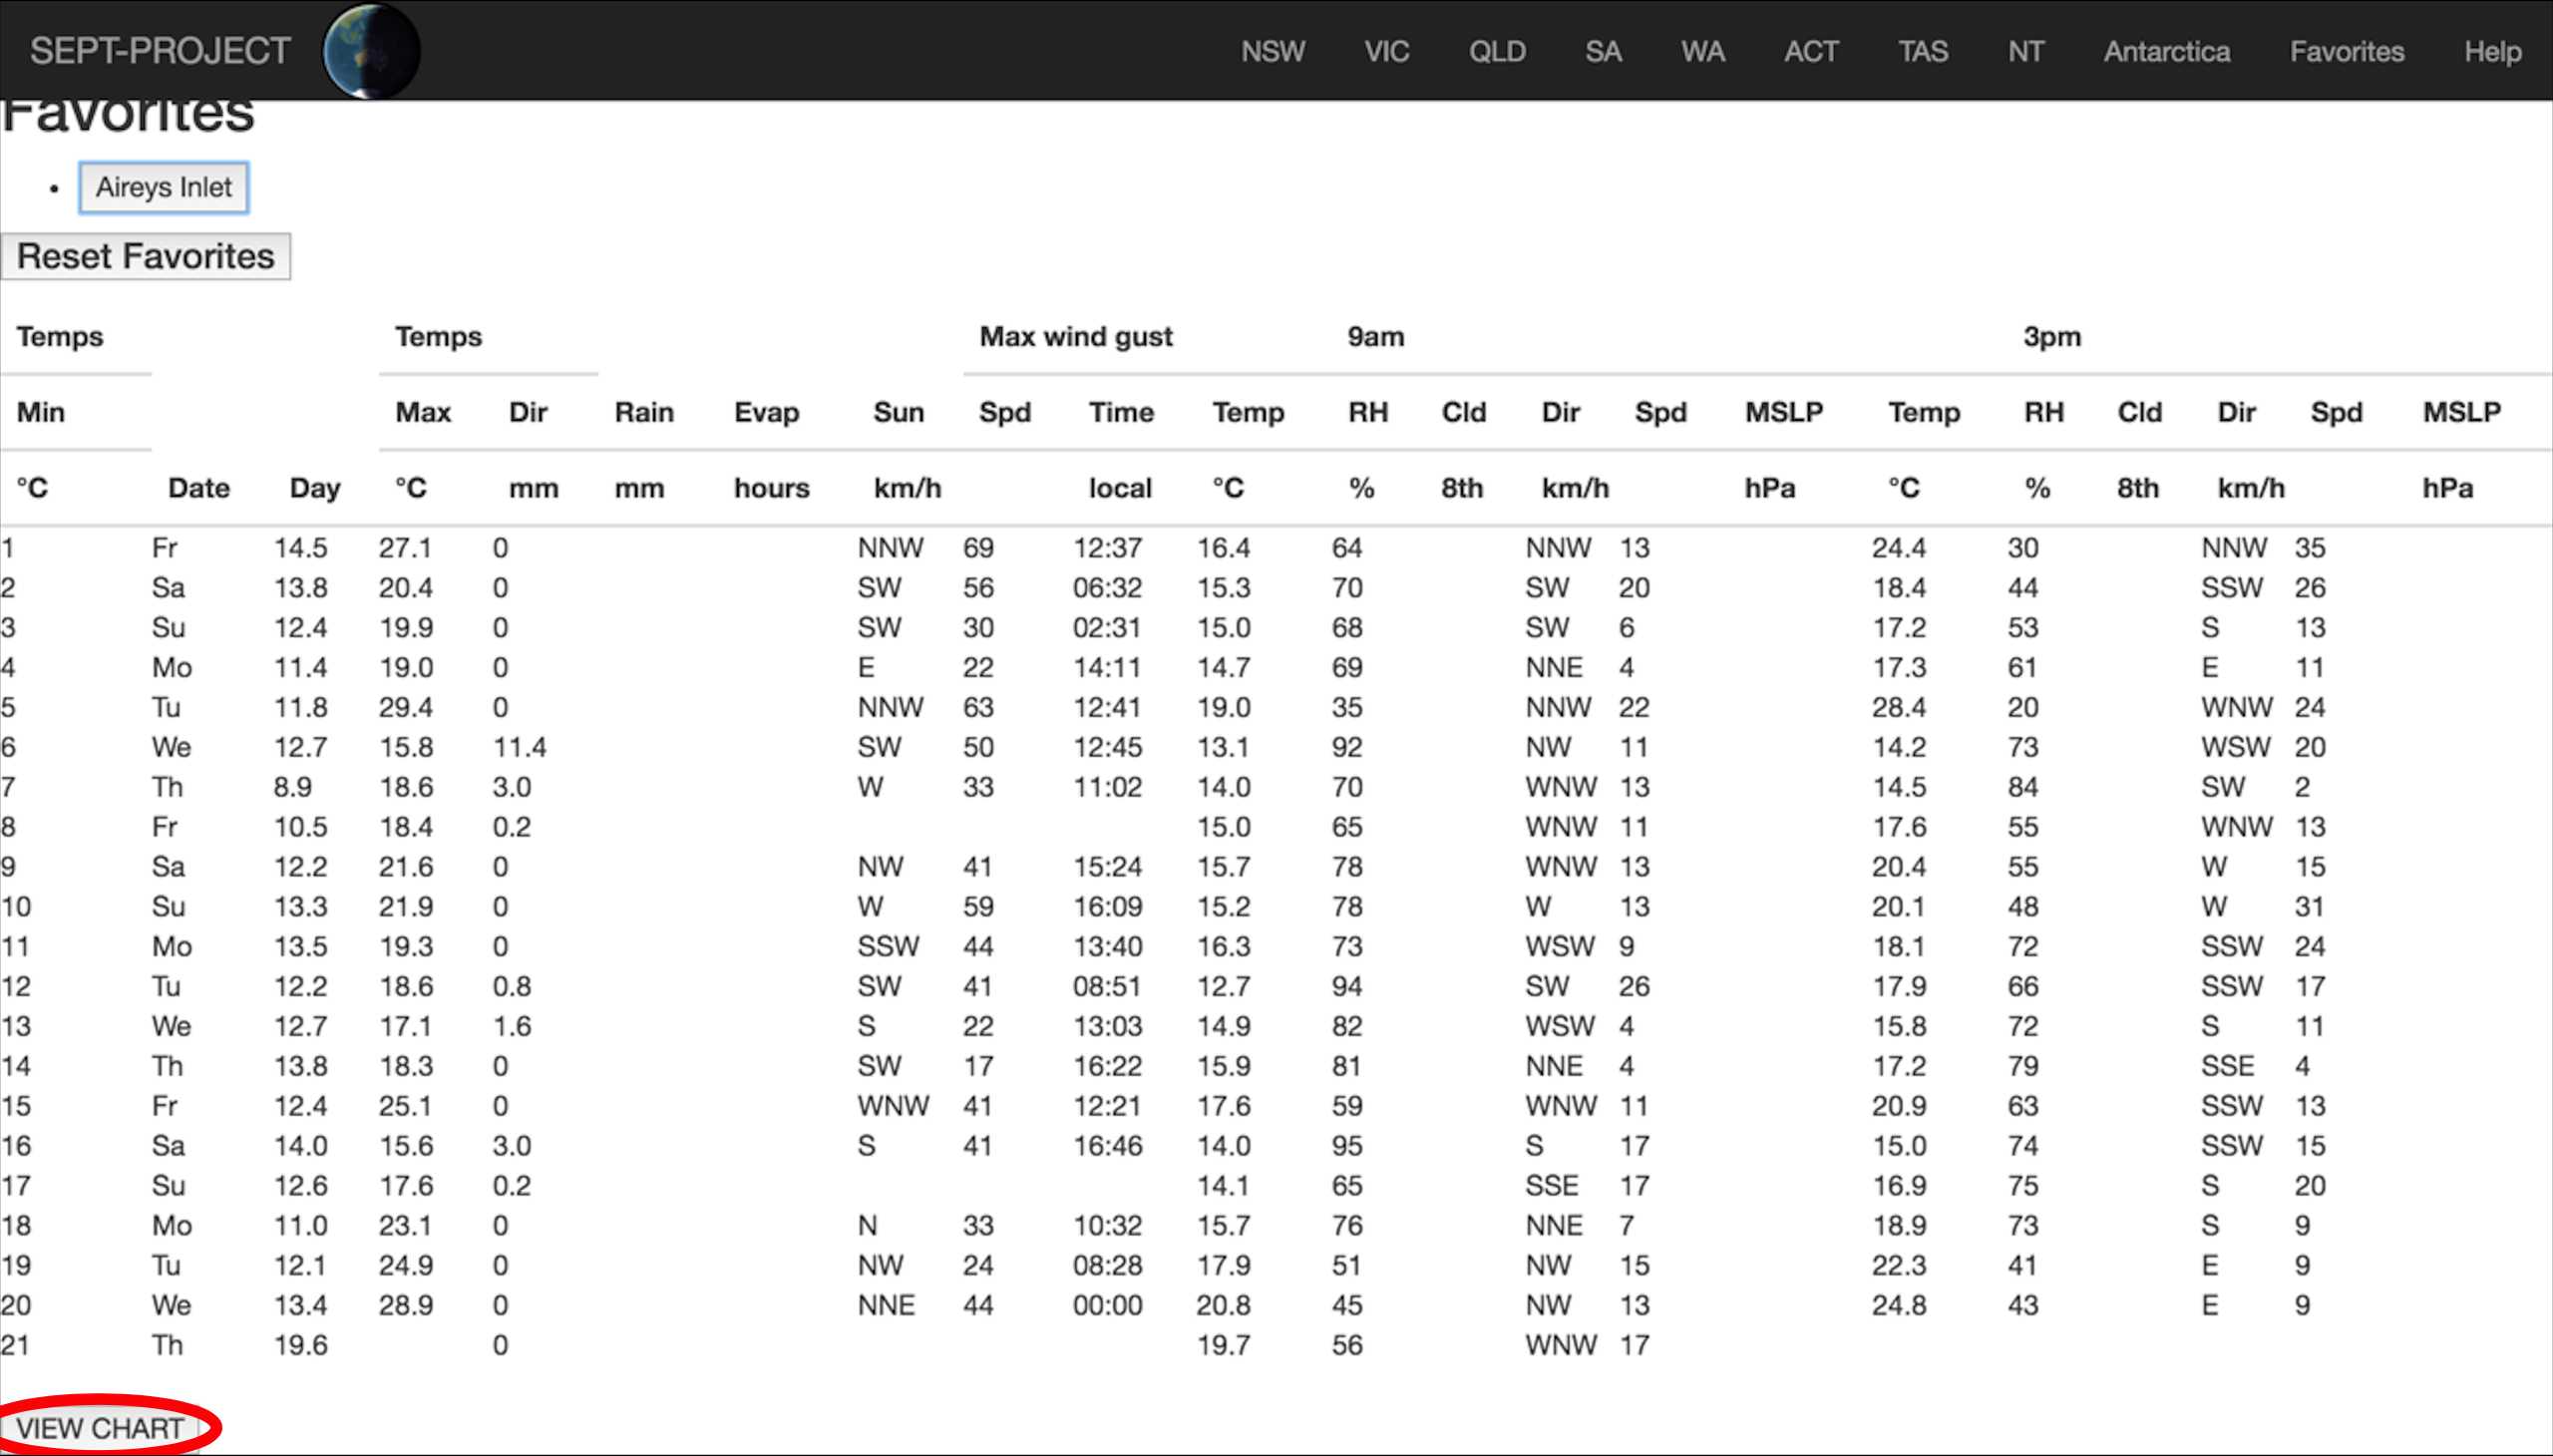 SEPT-PROJECT NSW VIC QLD SA WA ACT TAS NT Antarctica Favorites Help
Favorites
• Aireys Inlet
Reset Favorites
Temps Temps Max wind gust 9am 3pm
Min Max Dir Rain Evap Sun Spd Time Temp RH Cld Dir Spd MSLP Temp RH Cld Dir Spd MSLP
°C Date Day °C mm mm hours km/h local °C % 8th km/h hPa °C % 8th km/h hPa
1 Fr 14.5 27.1 0 NNW 69 12:37 16.4 64 NNW 13 24.4 30 NNW 35
2 Sa 13.8 20.4 0 SW 56 06:32 15.3 70 SW 20 18.4 44 SSW 26
3 Su 12.4 19.9 0 SW 30 02:31 15.0 68 SW 6 17.2 53 S 13
4 Mo 11.4 19.0 0 E 22 14:11 14.7 69 NNE 4 17.3 61 E 11
5 Tu 11.8 29.4 0 NNW 63 12:41 19.0 35 NNW 22 28.4 20 WNW 24
6 We 12.7 15.8 11.4 SW 50 12:45 13.1 92 NW 11 14.2 73 WSW 20
7 Th 8.9 18.6 3.0 W 33 11:02 14.0 70 WNW 13 14.5 84 SW 2
8 Fr 10.5 18.4 0.2 15.0 65 WNW 11 17.6 55 WNW 13
9 Sa 12.2 21.6 0 NW 41 15:24 15.7 78 WNW 13 20.4 55 W 15
10 Su 13.3 21.9 0 W 59 16:09 15.2 78 W 13 20.1 48 W 31
11 Mo 13.5 19.3 0 SSW 44 13:40 16.3 73 WSW 9 18.1 72 SSW 24
12 Tu 12.2 18.6 0.8 SW 41 08:51 12.7 94 SW 26 17.9 66 SSW 17
13 We 12.7 17.1 1.6 S 22 13:03 14.9 82 WSW 4 15.8 72 S 11
14 Th 13.8 18.3 0 SW 17 16:22 15.9 81 NNE 4 17.2 79 SSE 4
15 Fr 12.4 25.1 0 WNW 41 12:21 17.6 59 WNW 11 20.9 63 SSW 13
16 Sa 14.0 15.6 3.0 S 41 16:46 14.0 95 S 17 15.0 74 SSW 15
17 Su 12.6 17.6 0.2 14.1 65 SSE 17 16.9 75 S 20
18 Mo 11.0 23.1 0 N 33 10:32 15.7 76 NNE 7 18.9 73 S 9
19 Tu 12.1 24.9 0 NW 24 08:28 17.9 51 NW 15 22.3 41 E 9
20 We 13.4 28.9 0 NNE 44 00:00 20.8 45 NW 13 24.8 43 E 9
21 Th 19.6 0 19.7 56 WNW 17
VIEW CHART